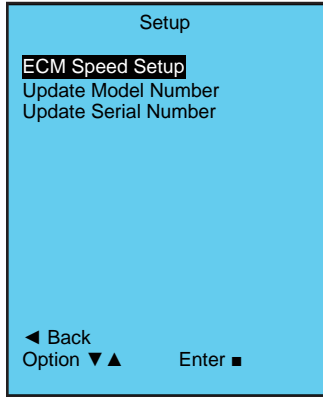 Setup
ECM Speed Setup
Update Model Number
Update Serial Number
◄ Back
Option ▼▲ Enter ■